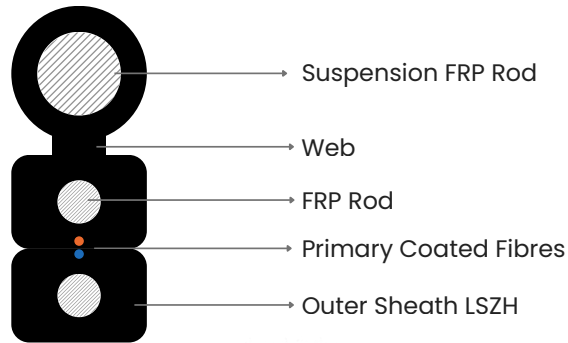 Suspension FRP Rod
Web
FRP Rod
Primary Coated Fibres
Outer Sheath LSZH